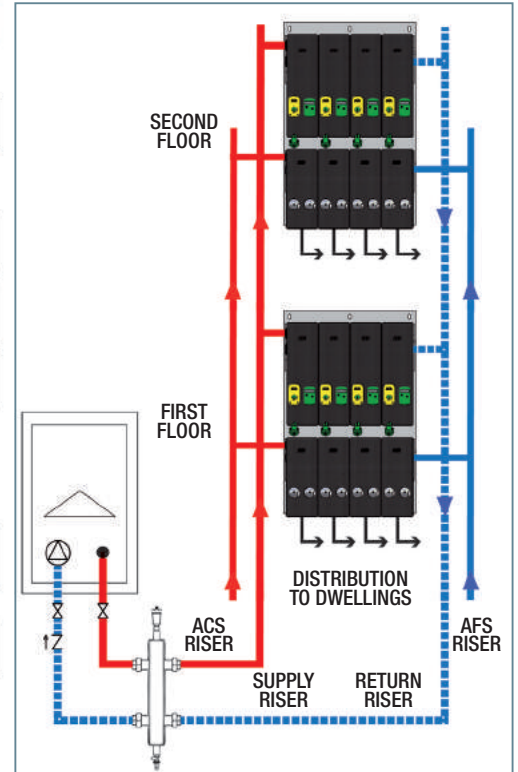 SECOND
FLOOR
FIRST
FLOOR
DISTRIBUTION
TO DWELLINGS
ACS
RISER
AFS
RISER
SUPPLY
RISER
RETURN
RISER